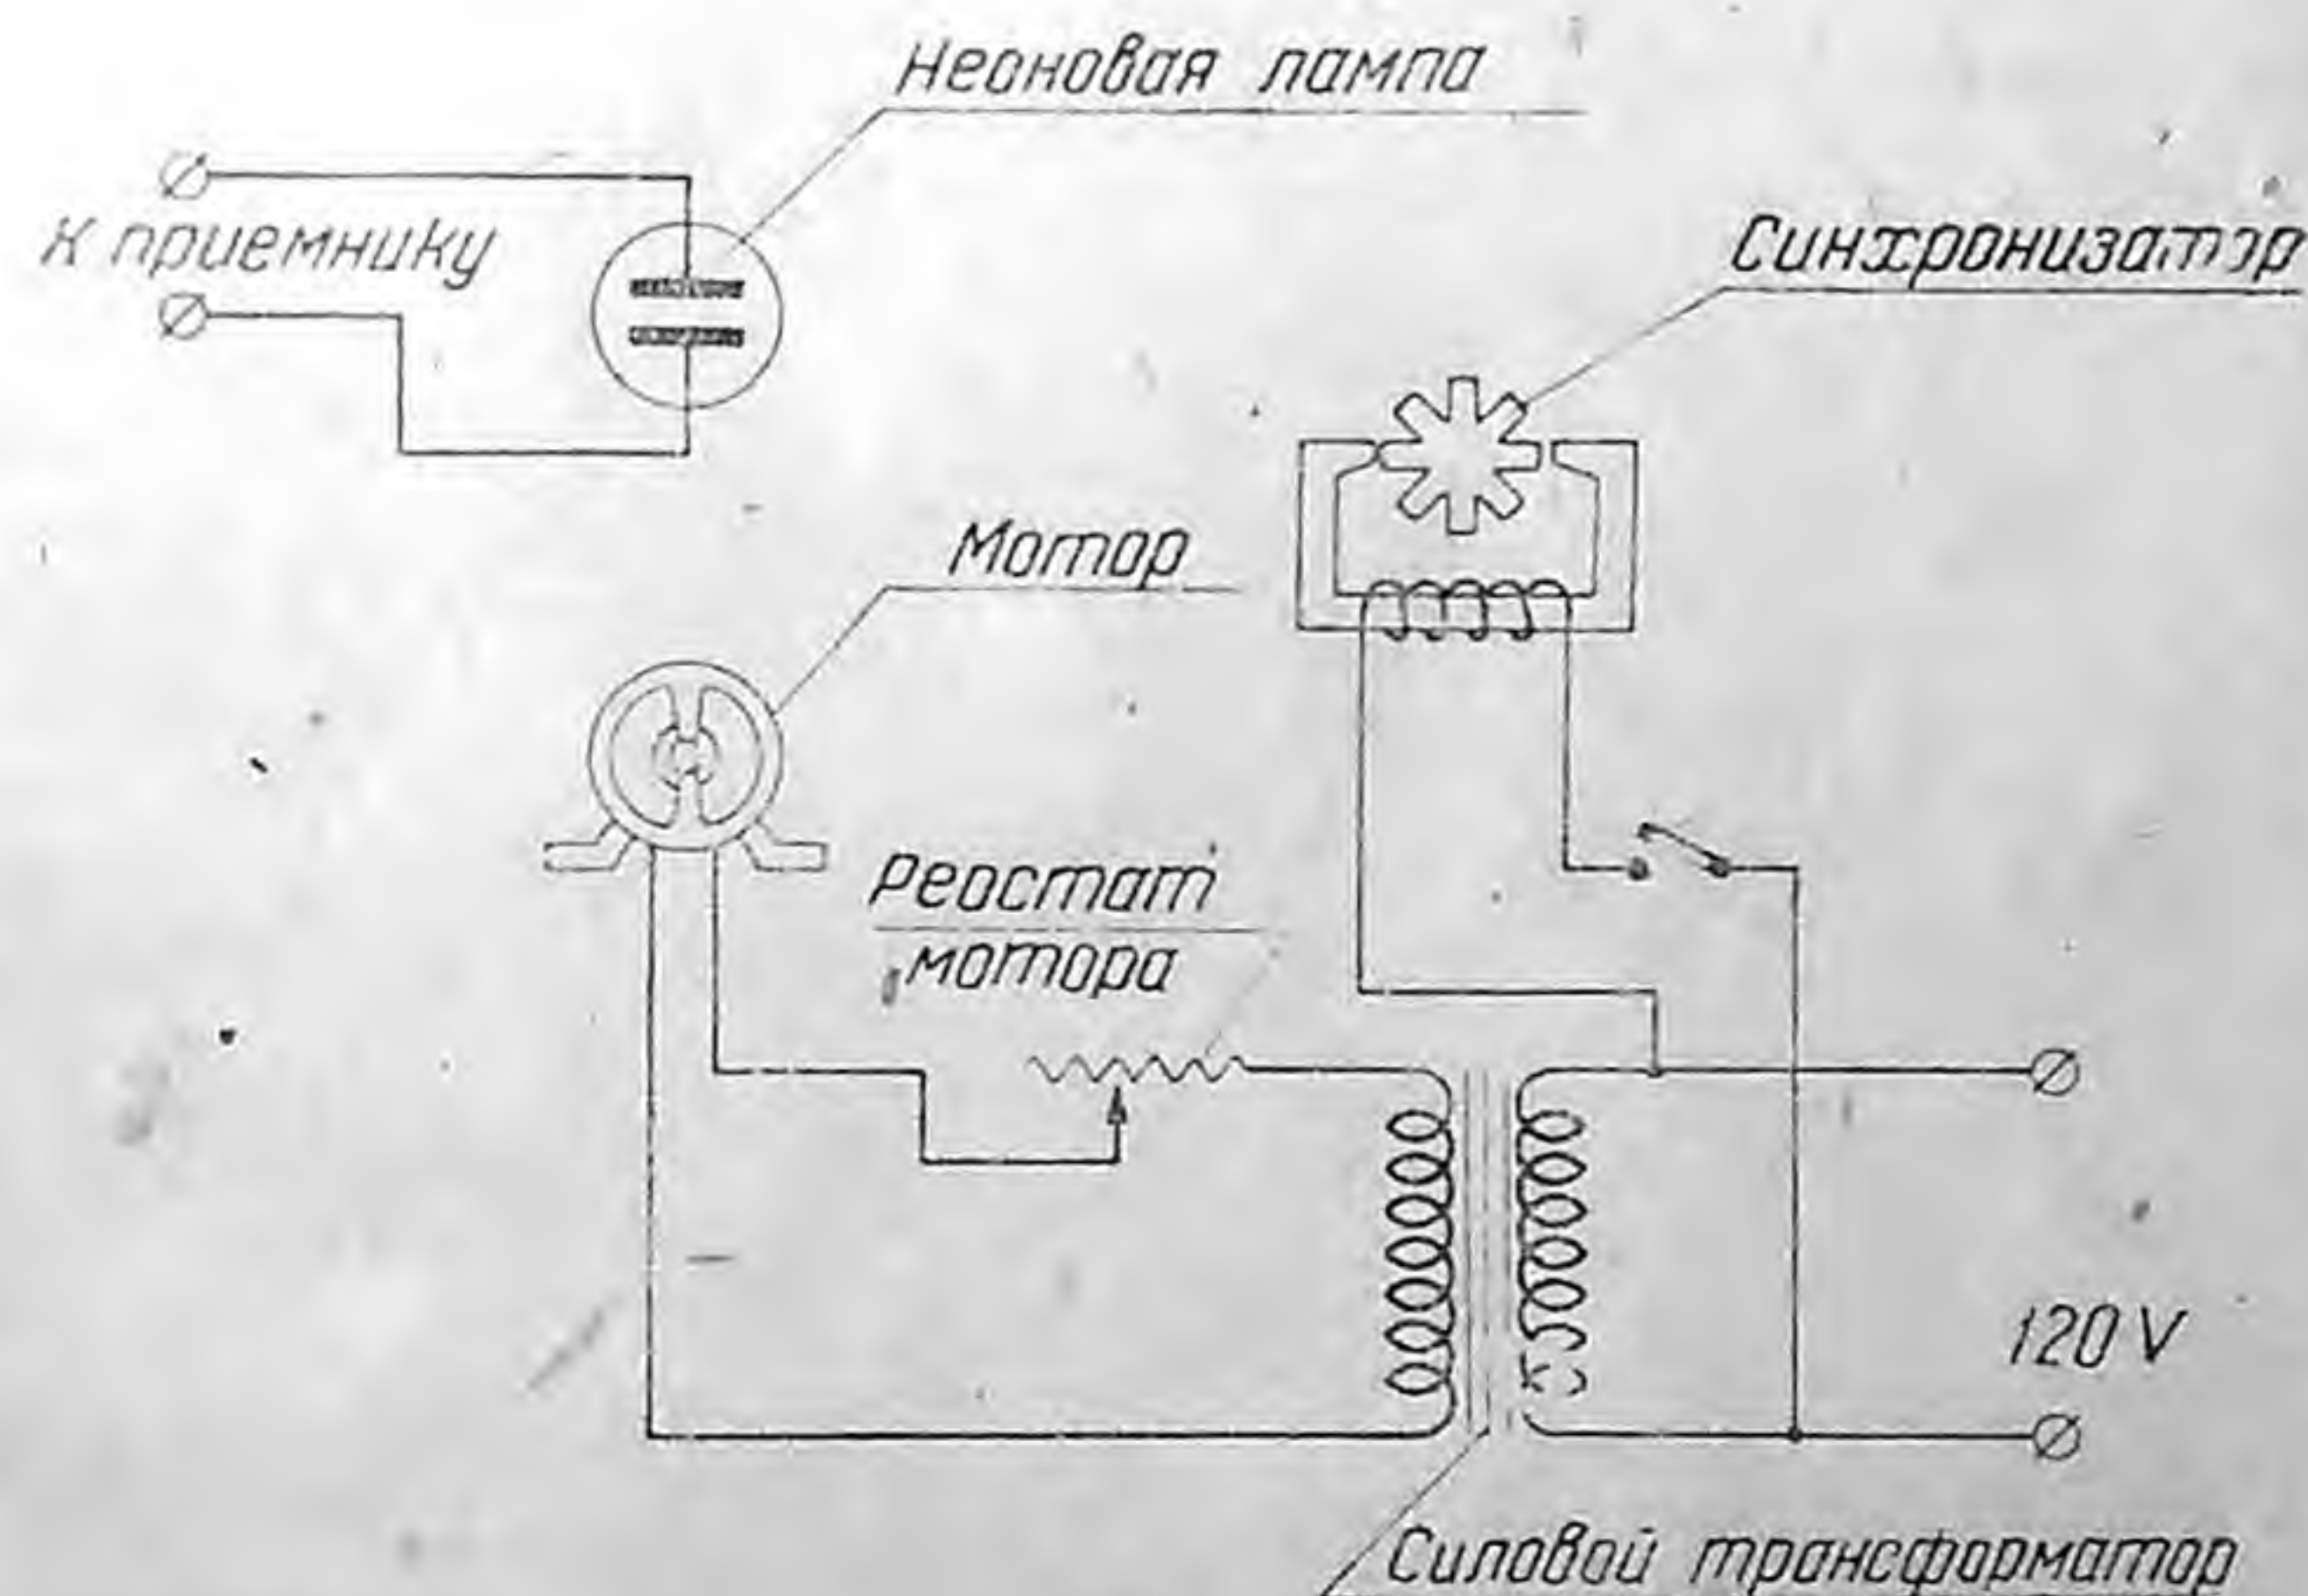 Неоновая лампа
К приемнику
Синхронизатор
Мотор
Реостат
мотора
120 V
Силовой трансформатор